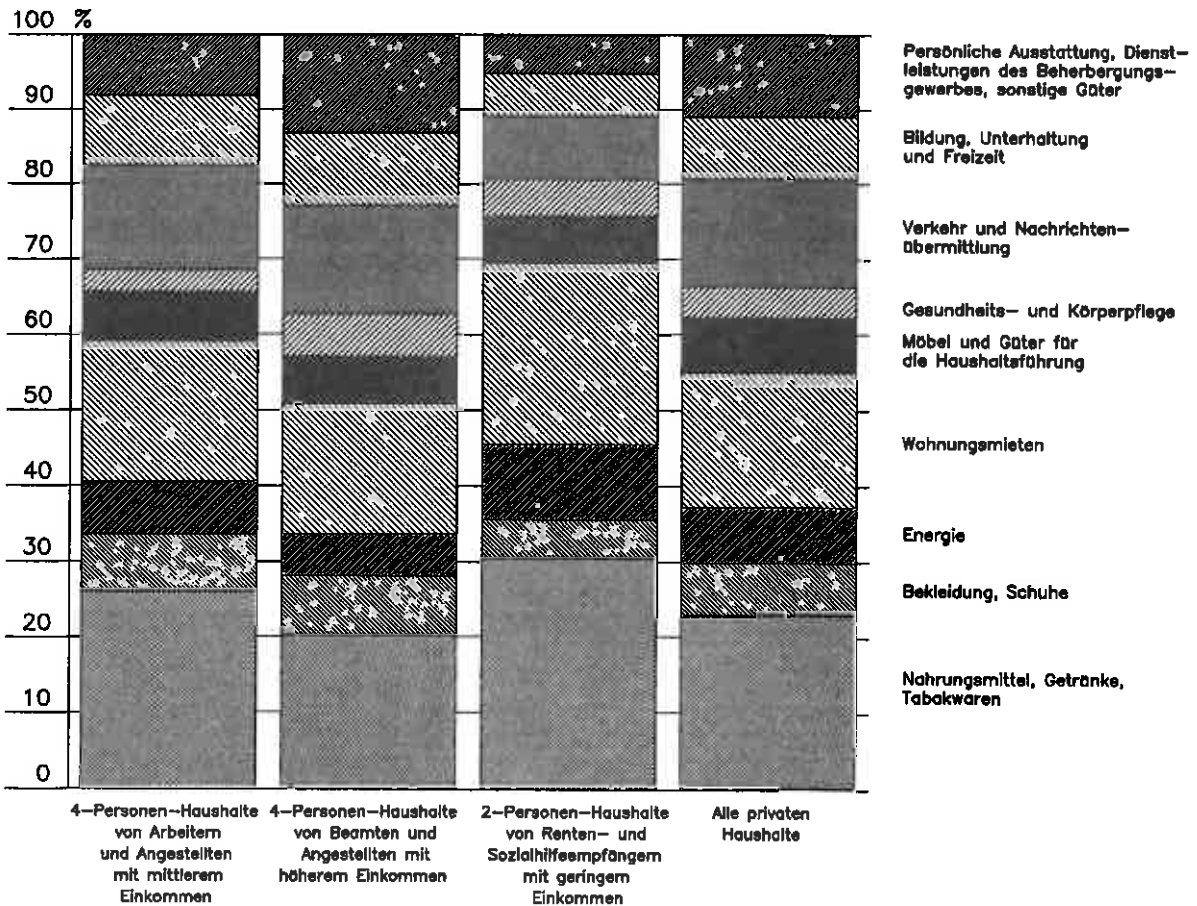 100 %
90
80
70
60
50
40
30
20
10
0
Persönliche Ausstattung, Dienst-
leistungen des Beherbergungs-
gewerbes, sonstige Güter
Bildung, Unterhaltung
und Freizeit
Verkehr und Nachrichten-
übermittlung
Gesundheits- und Körperpflege
Möbel und Güter für
die Haushaltsführung
Wohnungsmieten
Energie
Bekleidung, Schuhe
Nahrungsmittel, Getränke,
Tabakwaren
4-Personen-Haushalte
von Arbeitern
und Angestellten
mit mittlerem
Einkommen
4-Personen-Haushalte
von Beamten und
Angestellten mit
höherem Einkommen
2-Personen-Haushalte
von Renten- und
Sozialhilfeempfängern
mit geringem
Einkommen
Alle privaten
Haushalte